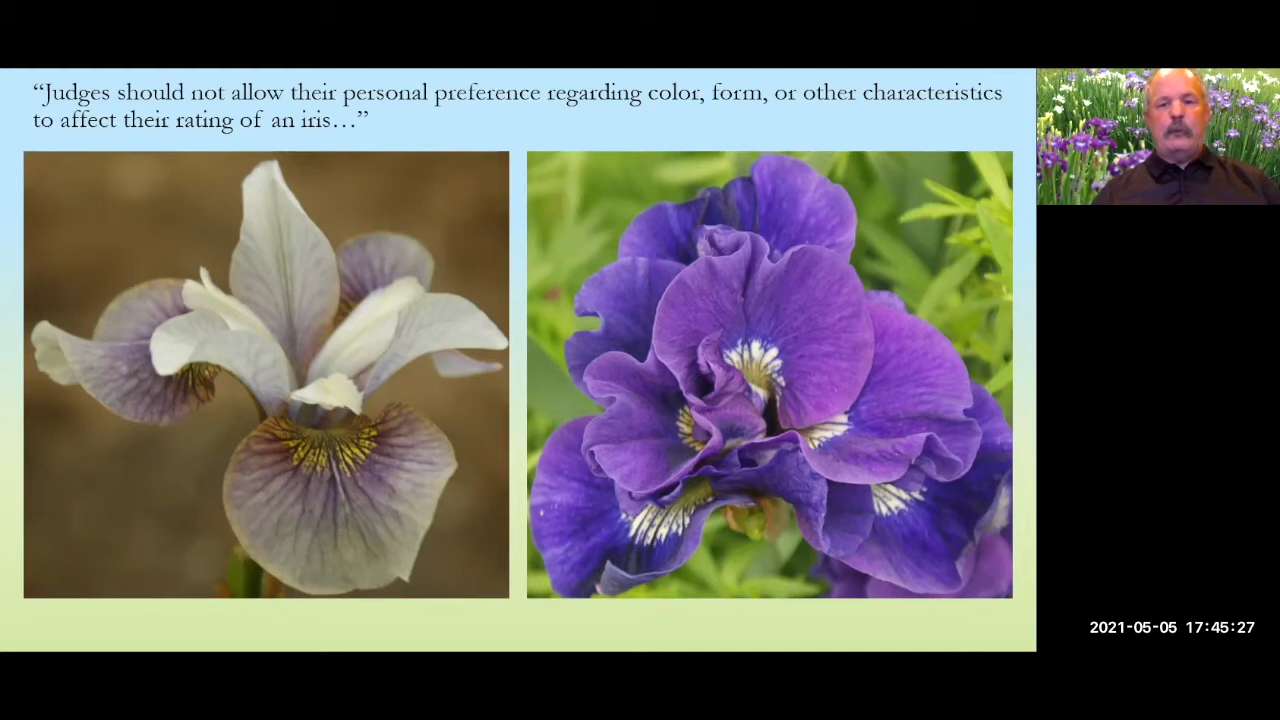 “Judges should not allow their personal preference regarding color, form, or other characteristics
to affect their rating of an iris…”
2021-05-05 17:45:27